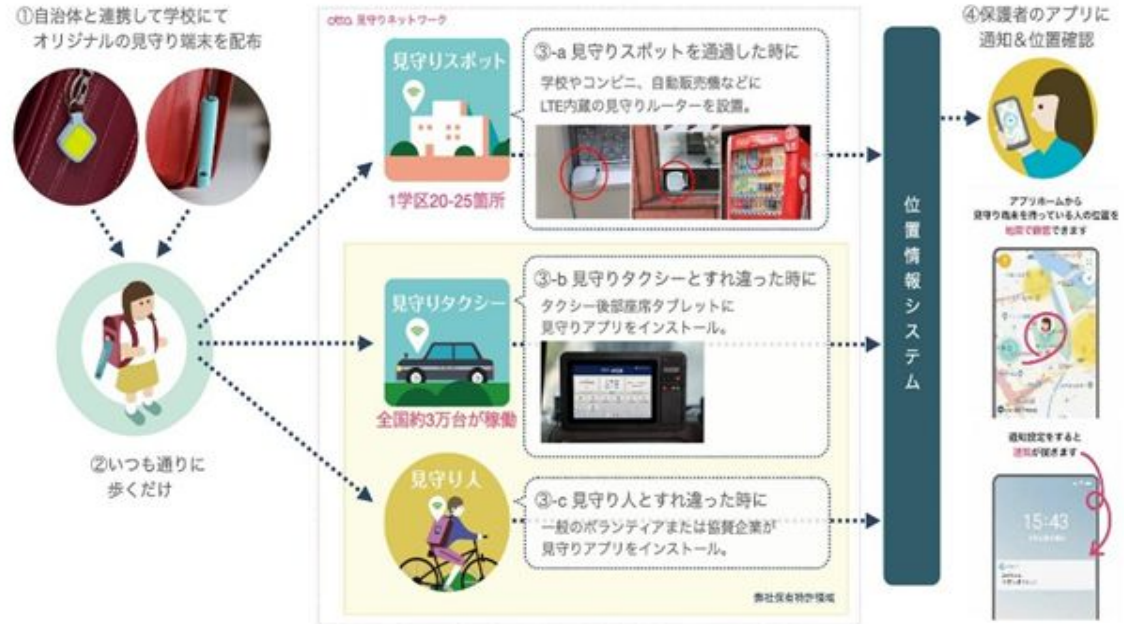 ①自治体と連携して学校にて
オリジナルの見守り端末を配布
②いつも通りに
歩くだけ
otta 見守りネットワーク
見守りスポット
1学区20-25箇所
③-a 見守りスポットを通過した時に
学校やコンビニ、自動販売機などに
LTE内蔵の見守りルーターを設置。
見守りタクシー
全国約3万台が稼働
③-b 見守りタクシーとすれ違った時に
タクシー後部座席タブレットに
見守りアプリをインストール。
見守り人
③-c 見守り人とすれ違った時に
一般のボランティアまたは協賛企業が
見守りアプリをインストール。
弊社保有特許領域
位置情報システム
④保護者のアプリに
通知&位置確認
アプリホームから
見守り端末を持っている人の位置を
地図で確認できます
通知設定をすると
通知が届きます
15:43